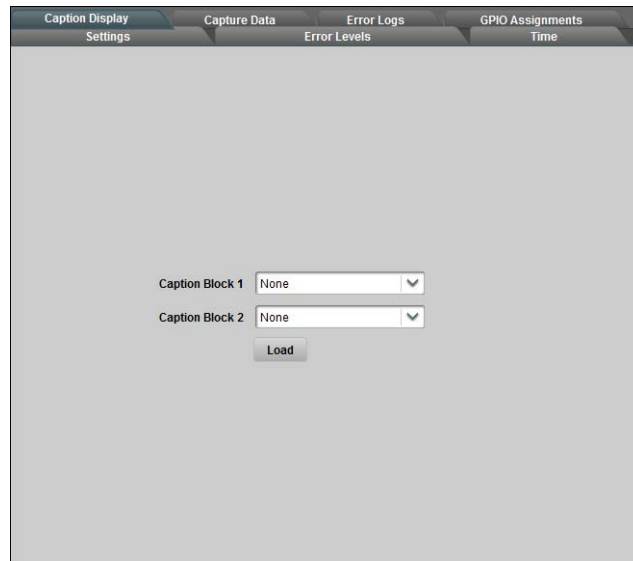 Caption Display Capture Data Error Logs GPIO Assignments
Settings Error Levels Time
Caption Block 1 None
Caption Block 2 None
Load